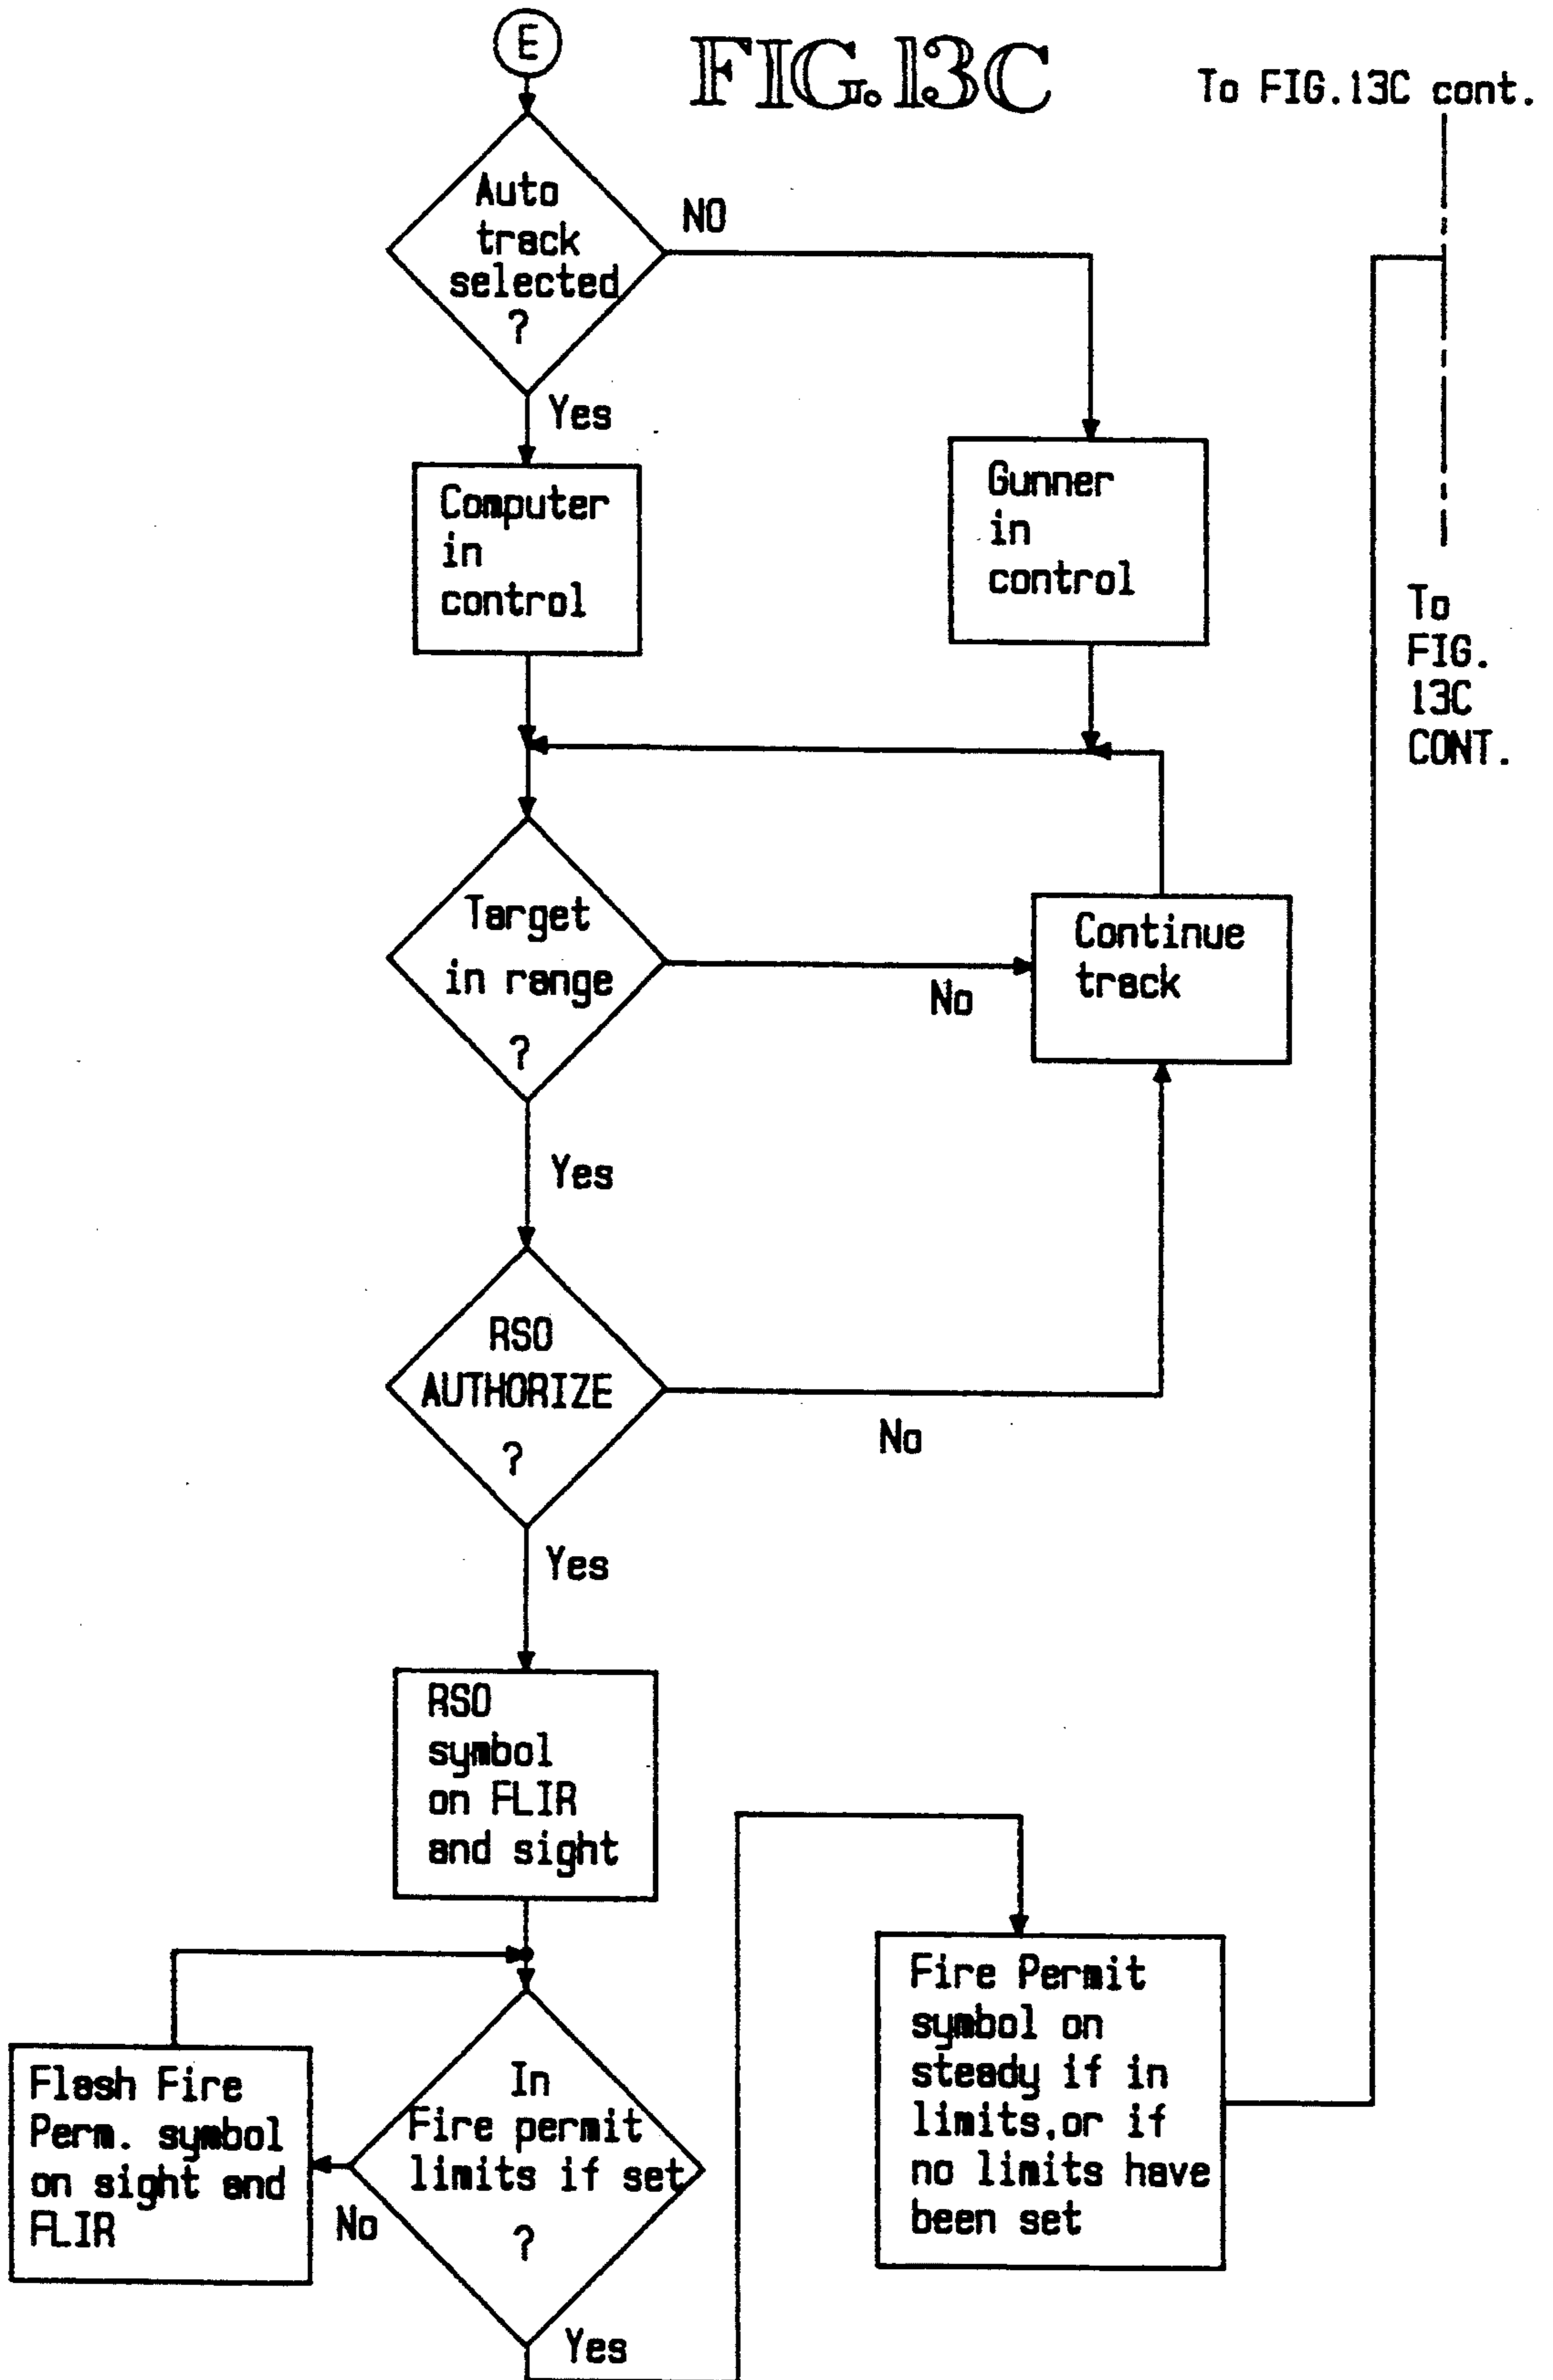 E
FIG. 13C
To FIG.13C cont.
Auto
track
selected
?
NO
Yes
Computer
in
control
Gunner
in
control
To
FIG.
13C
CONT.
Target
in range
?
No
Continue
track
Yes
RSO
AUTHORIZE
?
No
Yes
RSO
symbol
on FLIR
and sight
Flash Fire
Perm. symbol
on sight and
FLIR
No
In
Fire permit
limits if set
?
Yes
Fire Permit
symbol on
steady if in
limits,or if
no limits have
been set